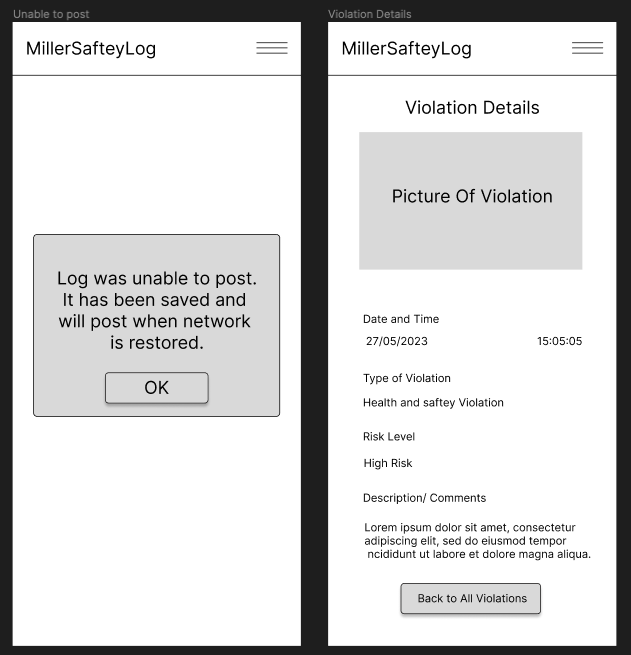 Unable to post
MillerSafteyLog
Log was unable to post.
It has been saved and
will post when network
is restored.
OK
Violation Details
MillerSafteyLog
Violation Details
Picture Of Violation
Date and Time
27/05/2023 15:05:05
Type of Violation
Health and saftey Violation
Risk Level
High Risk
Description/ Comments
Lorem ipsum dolor sit amet, consectetur
adipiscing elit, sed do eiusmod tempor
ncididunt ut labore et dolore magna aliqua.
Back to All Violations